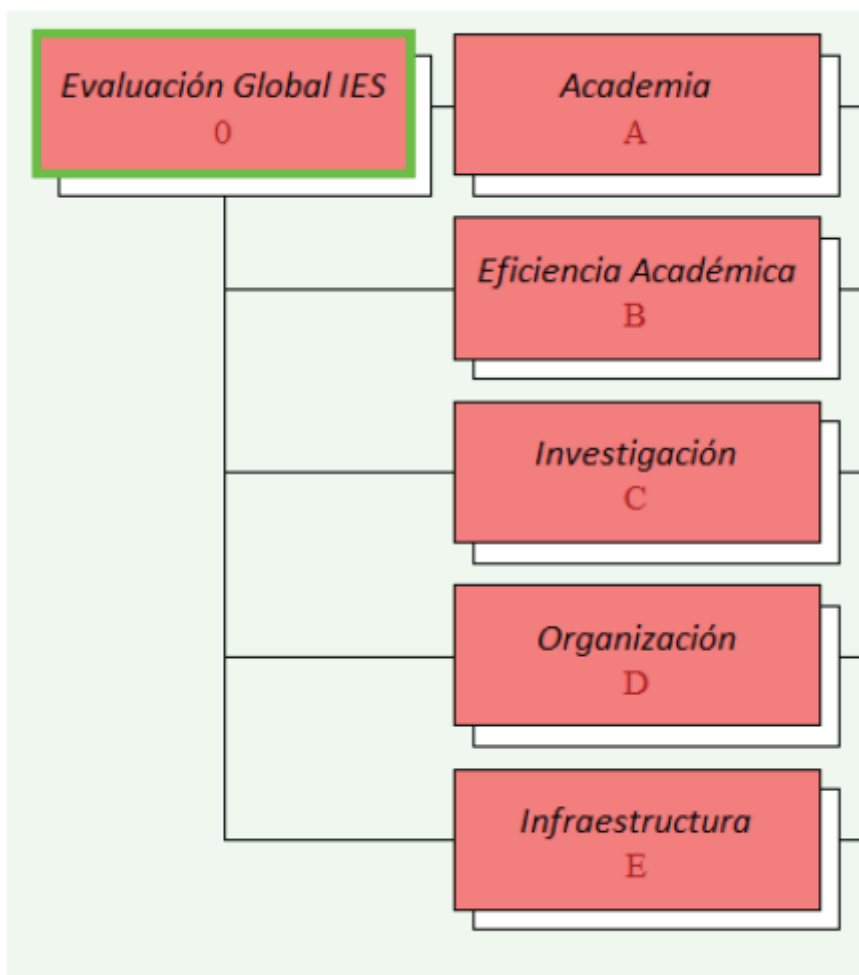 Evaluación Global IES
0
Academia
A
Eficiencia Académica
B
Investigación
C
Organización
D
Infraestructura
E